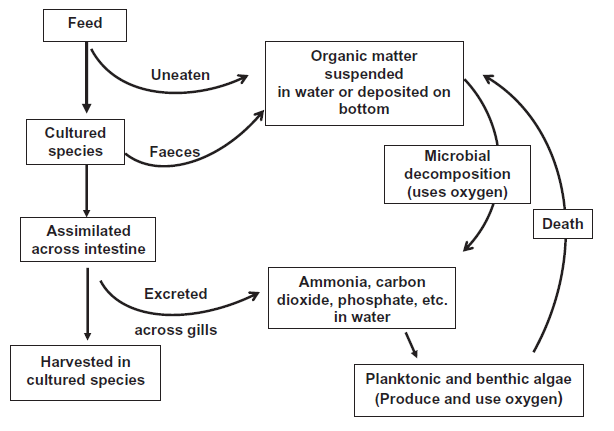 Feed
Uneaten
Organic matter
suspended
in water or deposited on
bottom
Cultured
species
Faeces
Microbial
decomposition
(uses oxygen)
Death
Assimilated
across intestine
Excreted
across gills
Ammonia, carbon
dioxide, phosphate, etc.
in water
Harvested in
cultured species
Planktonic and benthic algae
(Produce and use oxygen)